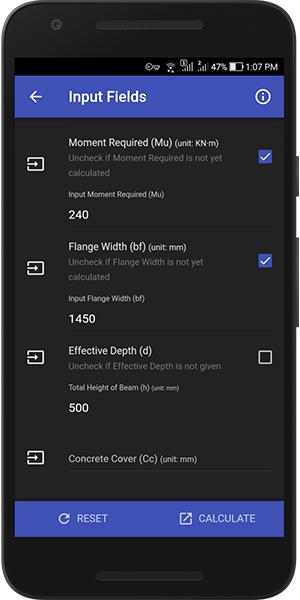 47% 1:07 PM
Input Fields
Moment Required (Mu) (unit: KN-m)
Uncheck if Moment Required is not yet
calculated
Input Moment Required (Mu)
240
Flange Width (bf) (unit: mm)
Uncheck if Flange Width is not yet
calculated
Input Flange Width (bf)
1450
Effective Depth (d)
Uncheck if Effective Depth is not given
Total Height of Beam (h) (unit: mm)
500
Concrete Cover (Cc) (unit: mm)
RESET CALCULATE